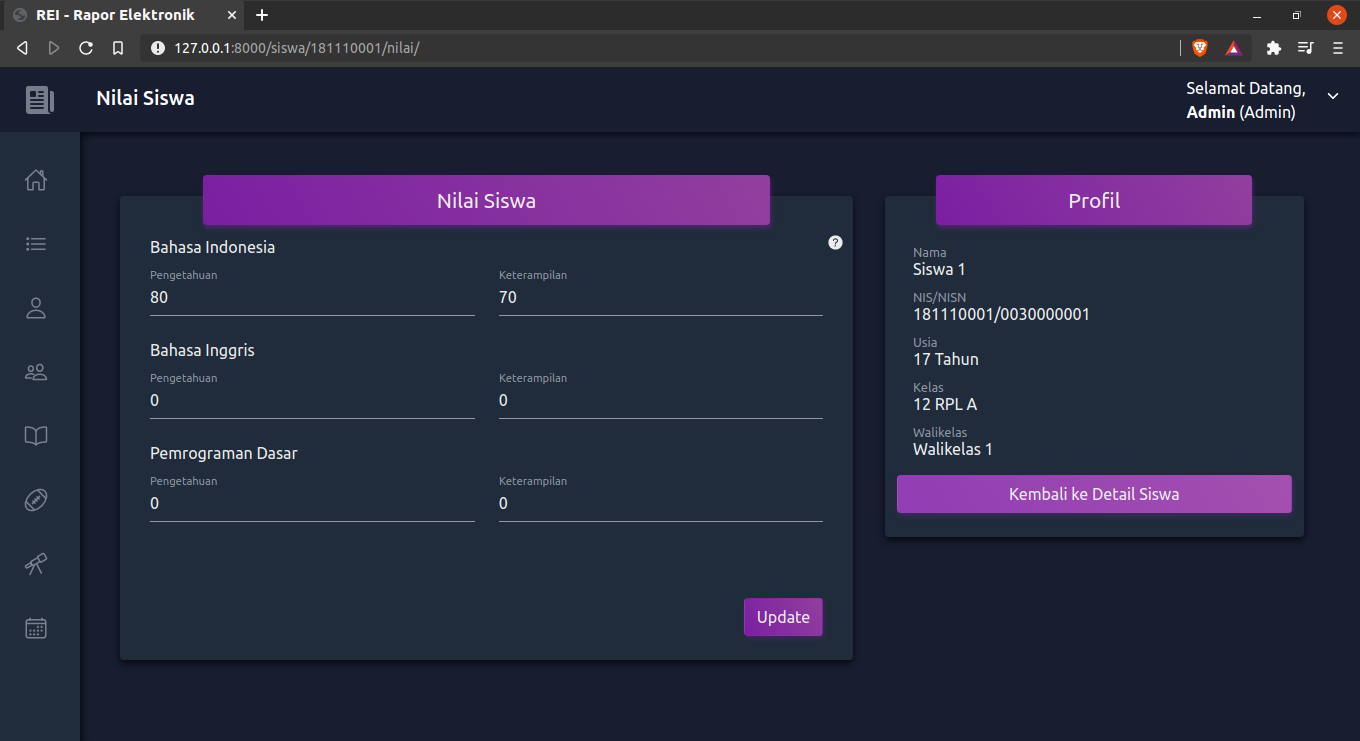 REI - Rapor Elektronik
127.0.0.1:8000/siswa/181110001/nilai/
Nilai Siswa
Selamat Datang,
Admin (Admin)
Nilai Siswa
Bahasa Indonesia
Pengetahuan
Keterampilan
80
70
Bahasa Inggris
Pengetahuan
Keterampilan
0
0
Pemrograman Dasar
Pengetahuan
Keterampilan
0
0
Update
Profil
Nama
Siswa 1
NIS/NISN
181110001/0030000001
Usia
17 Tahun
Kelas
12 RPL A
Walikelas
Walikelas 1
Kembali ke Detail Siswa